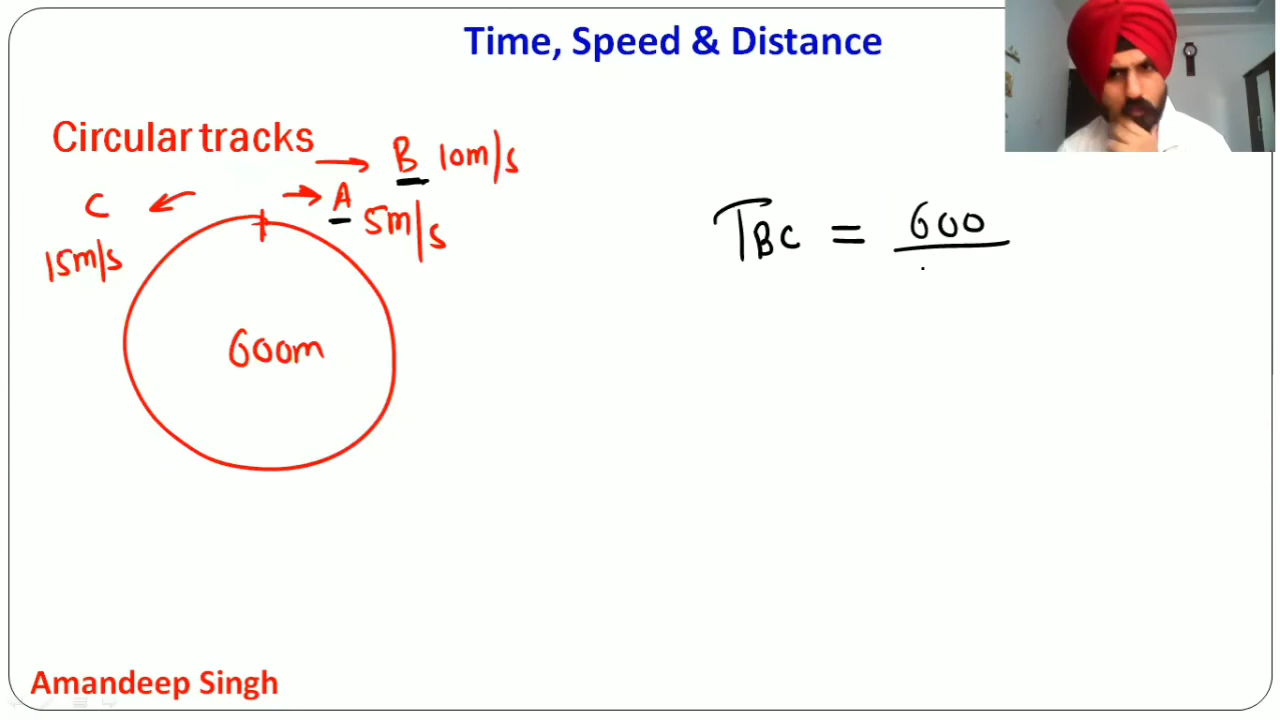 Time, Speed & Distance
Circular tracks
B 10m/s
C
A
5m/s
15m/s
600m
TBC = 600
Amandeep Singh